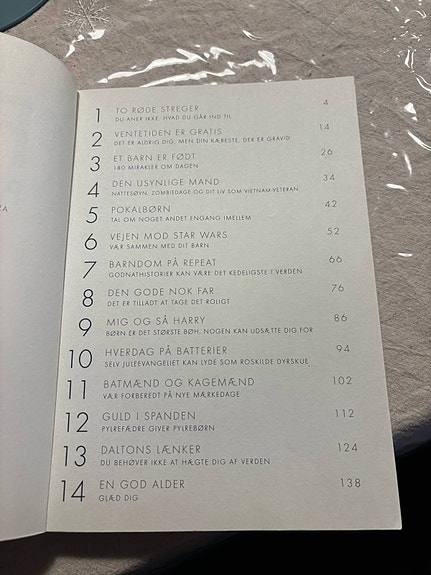 1 TO RØDE STREGER 4
DU ANER IKKE, HVAD DU GÅR IND TIL
2 VENTETIDEN ER GRATIS 14
DET ER ALDRIG DIG, MEN DIN KÆRESTE, DER ER GRAVID
3 ET BARN ER FØDT 26
180 MIRAKLER OM DAGEN
4 DEN USYNLIGE MAND 34
NATTESØVN, ZOMBITDAGE OG DIT LIV SOM VIETNAM-VETERAN
5 POKALBØRN 42
TAL OM NOGET ANDET ENGANG IMELLEM
6 VEJEN MOD STAR WARS 52
VÆR SAMMEN MED DIT BARN
7 BARNDOM PÅ REPEAT 66
GODNATHISTORIER KAN VÆRE DET KEDELIGSTE I VERDEN
8 DEN GODE NOK FAR 76
DET ER TILLADT AT TAGE DET ROLIGT
9 MIG OG SÅ HARRY 86
BØRN ER DET STØRSTE BØH, NOGEN KAN UDSÆTTE DIG FOR
10 HVERDAG PÅ BATTERIER 94
SELV JULEEVANGELIET KAN LYDE SOM ROSKILDE DYRSKUE
11 BATMÆND OG KAGEMÆND 102
VÆR FORBEREDT PÅ NYE MÆRKEDAGE
12 GULD I SPANDEN 112
PYLREFÆDRE GIVER PYLREBØRN
13 DALTONS LÆNKER 124
DU BEHØVER IKKE AT HÆGTE DIG AF VERDEN
14 EN GOD ALDER 138
GLÆD DIG